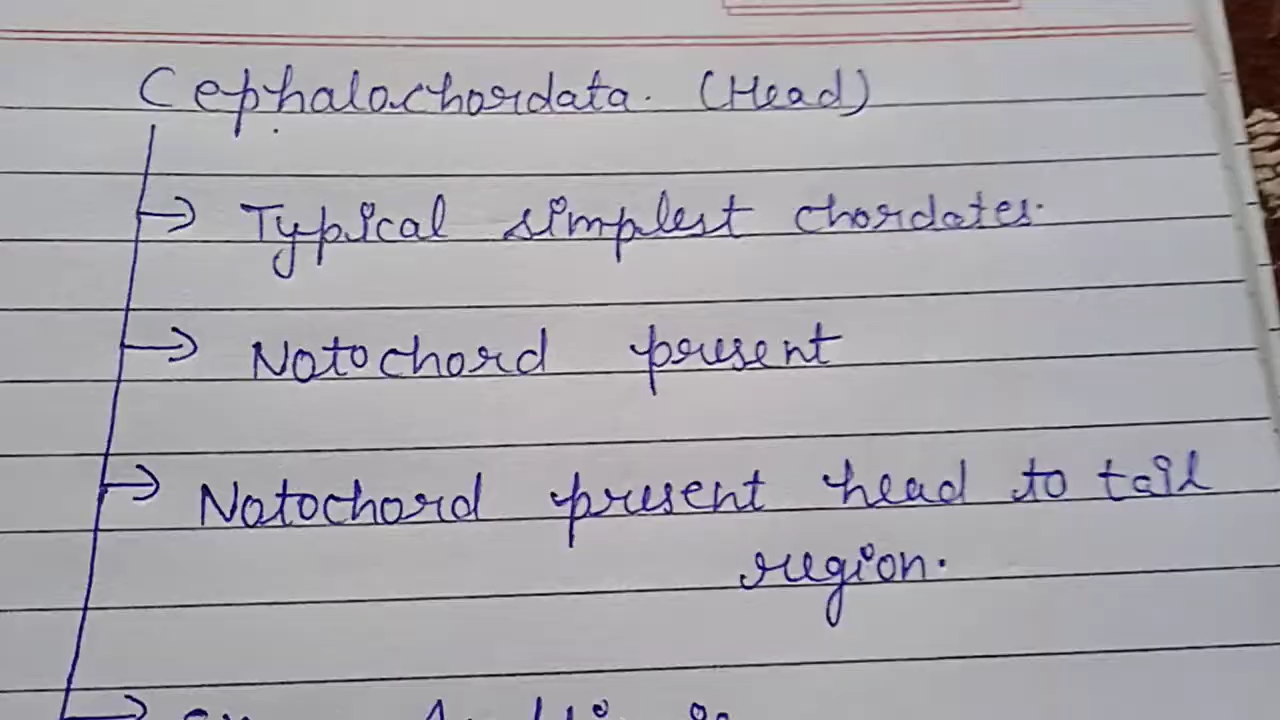 Cephalochordata. (Head)
→ Typical simplest chordates.
→ Notochord present
→ Notochord present head to tail
region.